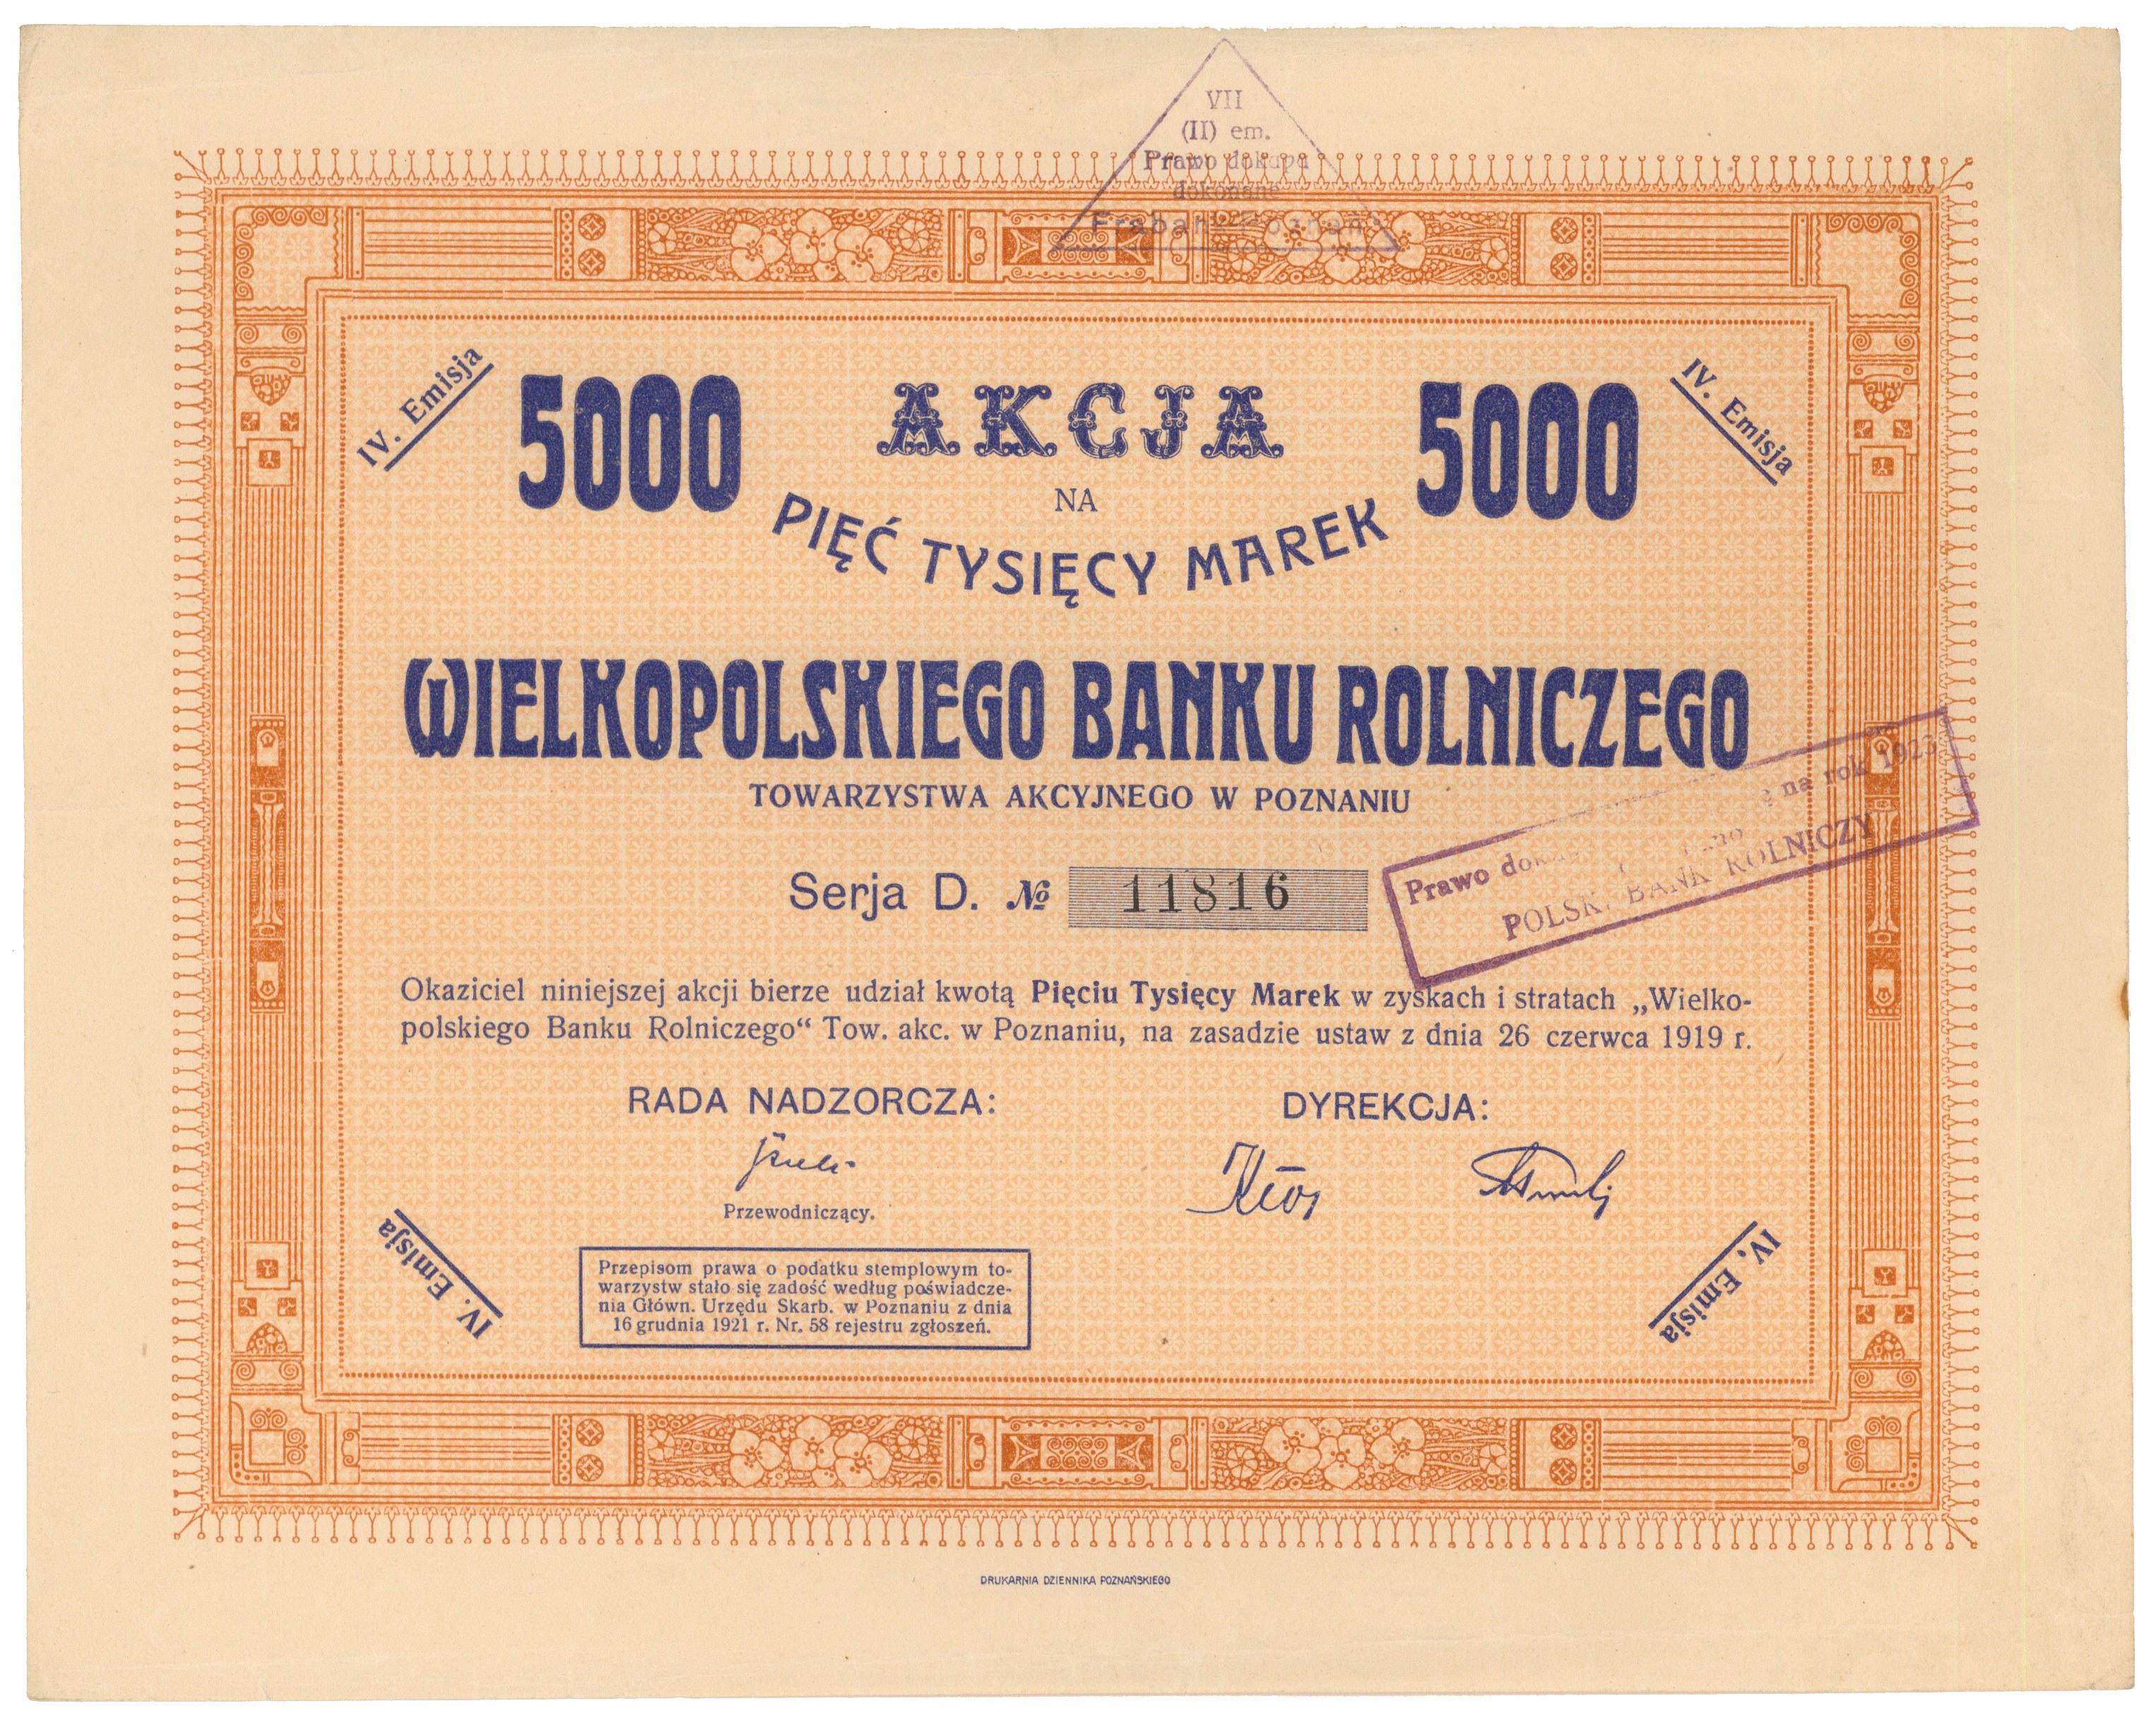 VII
(II) em.
Prawo dokupu
dokonane
Poznań
IV. Emisja
5000
AKCJA
5000
IV. Emisja
NA
PIĘĆ TYSIĘCY MAREK
WIELKOPOLSKIEGO BANKU ROLNICZEGO
TOWARZYSTWA AKCYJNEGO W POZNANIU
Serja D. № 11816
Prawo na rok 1923
POLSKI BANK ROLNICZY
Okaziciel niniejszej akcji bierze udział kwotą Pięciu Tysięcy Marek w zyskach i stratach „Wielko-
polskiego Banku Rolniczego“ Tow. akc. w Poznaniu, na zasadzie ustaw z dnia 26 czerwca 1919 r.
RADA NADZORCZA:
DYREKCJA:
Przewodniczący.
IV. Emisja
IV. Emisja
Przepisom prawa o podatku stemplowym to-
warzystw stało się zadość według poświadcze-
nia Główn. Urzędu Skarb. w Poznaniu z dnia
16 grudnia 1921 r. Nr. 58 rejestru zgłoszeń.
DRUKARNIA DZIENNIKA POZNAŃSKIEGO